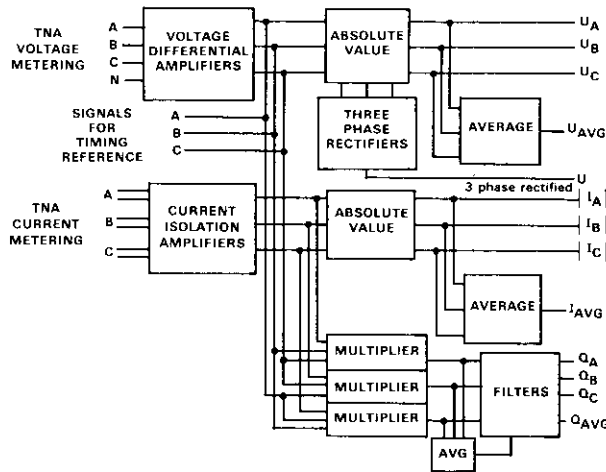 TNA
VOLTAGE
METERING
A
B
C
N
VOLTAGE
DIFFERENTIAL
AMPLIFIERS
ABSOLUTE
VALUE
U_A
U_B
U_C
SIGNALS
FOR
TIMING
REFERENCE
A
B
C
THREE
PHASE
RECTIFIERS
AVERAGE
U_AVG
U
3 phase rectified
TNA
CURRENT
METERING
A
B
C
CURRENT
ISOLATION
AMPLIFIERS
ABSOLUTE
VALUE
|I_A|
|I_B|
|I_C|
AVERAGE
I_AVG
MULTIPLIER
MULTIPLIER
MULTIPLIER
FILTERS
Q_A
Q_B
Q_C
Q_AVG
AVG